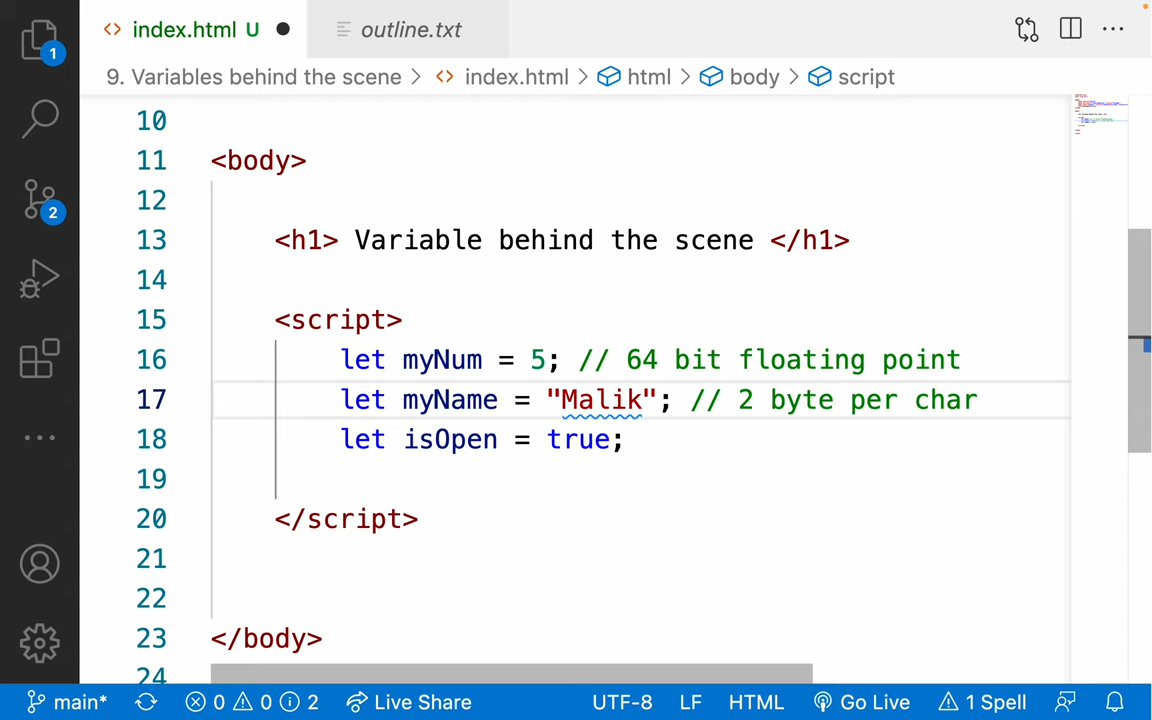 1
index.html U
outline.txt
9. Variables behind the scene > index.html > html > body > script
10
11 <body>
12
13 <h1> Variable behind the scene </h1>
14
15 <script>
16 let myNum = 5; // 64 bit floating point
17 let myName = "Malik"; // 2 byte per char
18 let isOpen = true;
19
20 </script>
21
22
23 </body>
24
2
main* 0 0 2 Live Share UTF-8 LF HTML Go Live 1 Spell